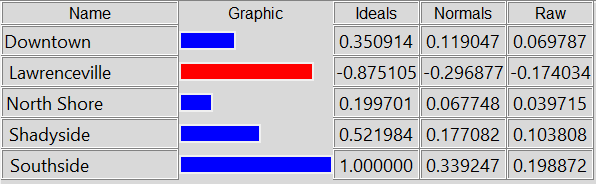 Name Graphic Ideals Normals Raw
Downtown 0.350914 0.119047 0.069787
Lawrenceville -0.875105 -0.296877 -0.174034
North Shore 0.199701 0.067748 0.039715
Shadyside 0.521984 0.177082 0.103808
Southside 1.000000 0.339247 0.198872